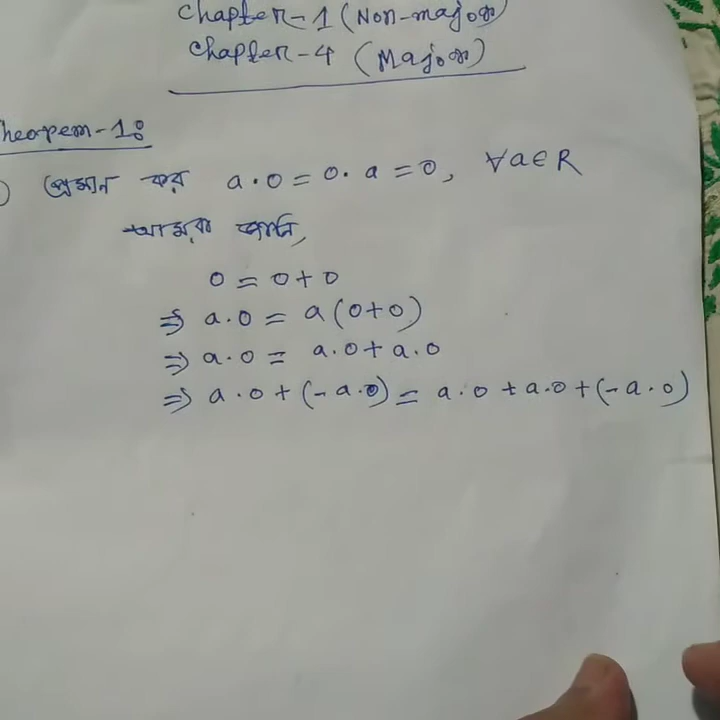 Chapter-1 (Non-major)
Chapter-4 (Major)
heorem-1:
) প্রমান কর a.0 = 0.a = 0, ∀a∈R
আমরা জানি,
0 = 0+0
⇒ a.0 = a(0+0)
⇒ a.0 = a.0+a.0
⇒ a.0+(-a.0) = a.0+a.0+(-a.0)